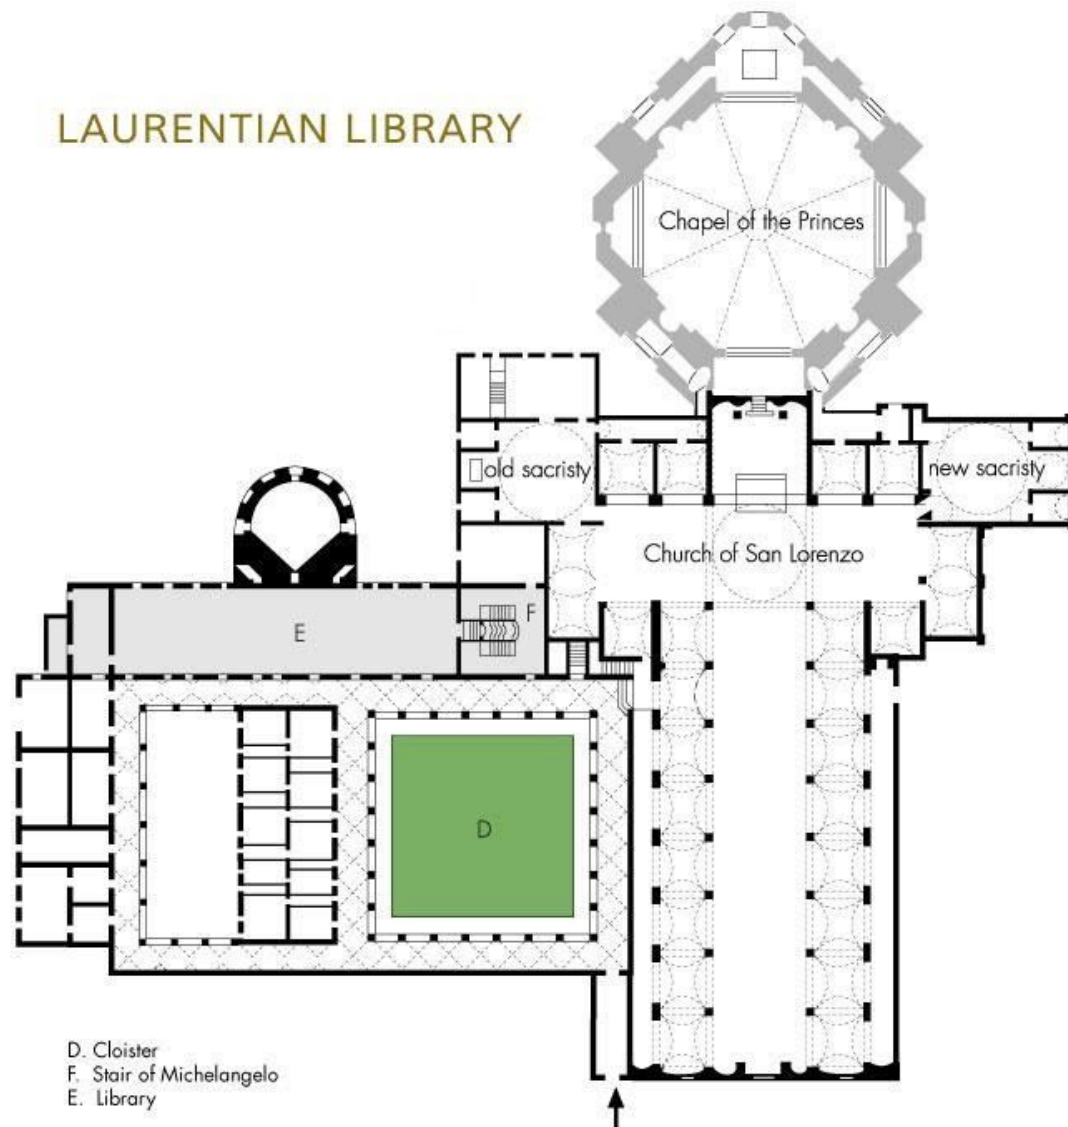 LAURENTIAN LIBRARY
Chapel of the Princes
old sacristy
new sacristy
Church of San Lorenzo
F
E
D
D. Cloister
F. Stair of Michelangelo
E. Library